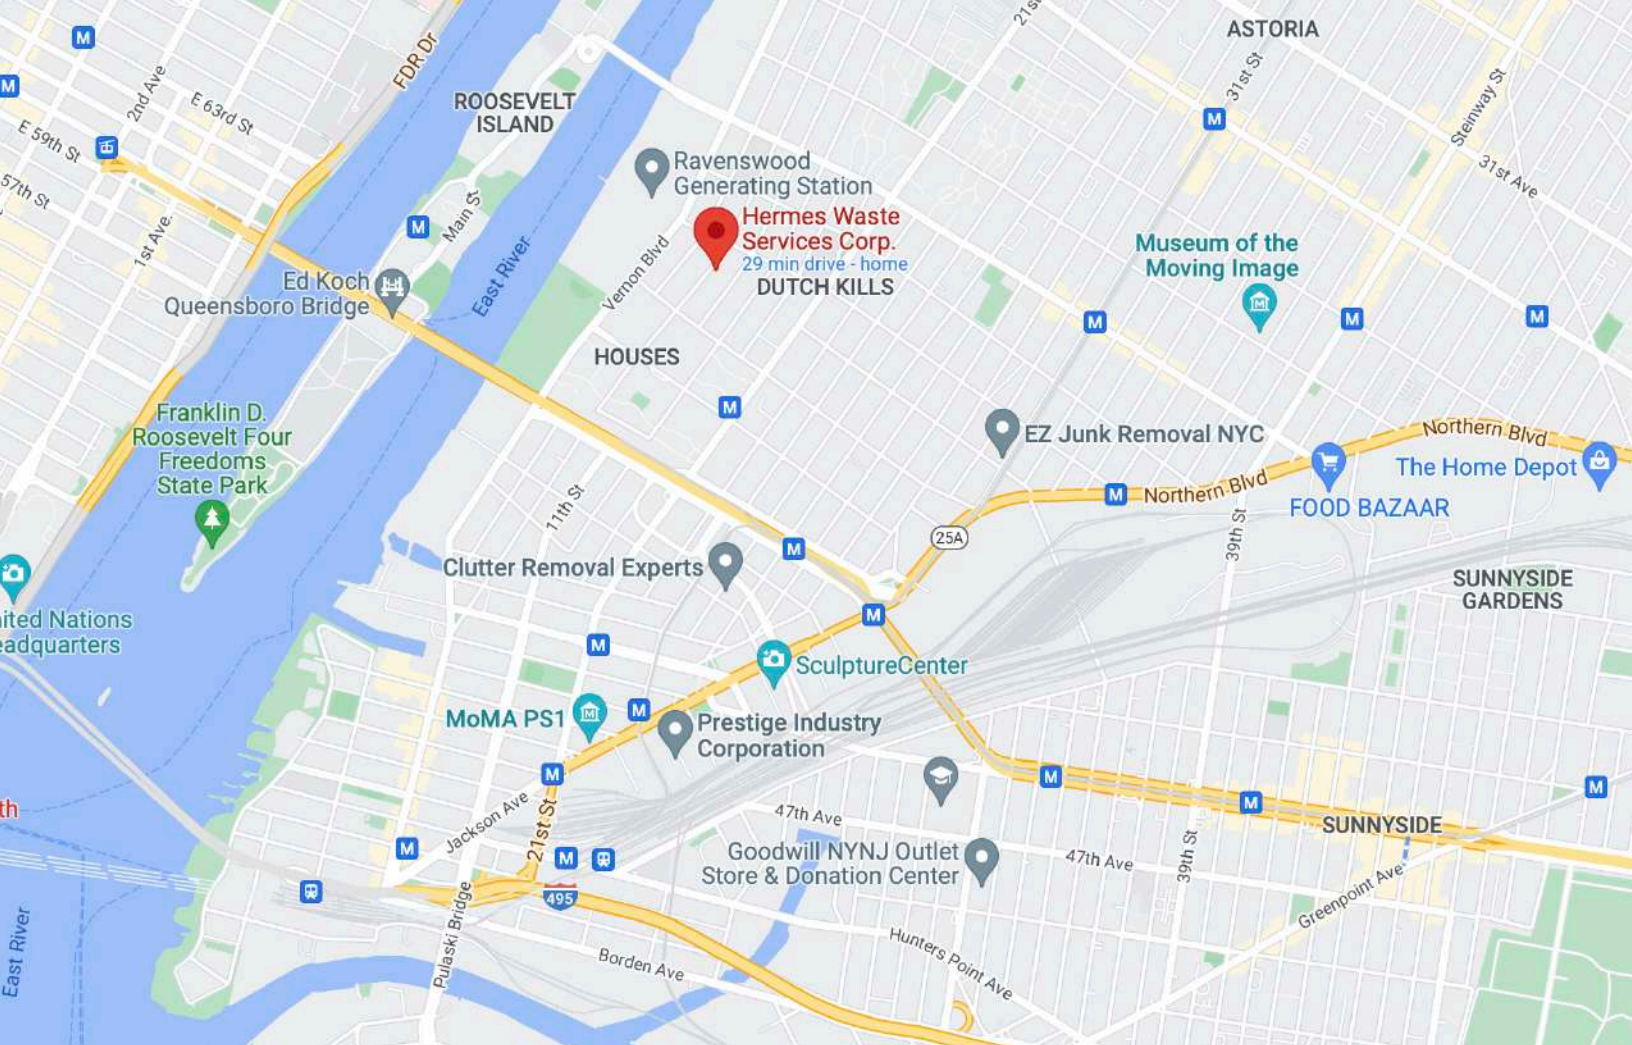 ASTORIA
21st
FDR Dr
2nd Ave
E 63rd St
31st St
Steinway St
ROOSEVELT
ISLAND
E 59th St
57th St
31st Ave
Ravenswood
Generating Station
Hermes Waste
Services Corp.
29 min drive - home
DUTCH KILLS
1st Ave.
Main St
East River
Vernon Blvd
Museum of the
Moving Image
Ed Koch
Queensboro Bridge
HOUSES
Franklin D.
Roosevelt Four
Freedoms
State Park
EZ Junk Removal NYC
Northern Blvd
The Home Depot
Northern Blvd
FOOD BAZAAR
11th St
25A
39th St
Clutter Removal Experts
SUNNYSIDE
GARDENS
ited Nations
eadquarters
SculptureCenter
MoMA PS1
Prestige Industry
Corporation
th
Jackson Ave
21st St
47th Ave
SUNNYSIDE
Goodwill NYNJ Outlet
Store & Donation Center
47th Ave
39th St
Greenpoint Ave
495
Pulaski Bridge
East River
Borden Ave
Hunters Point Ave